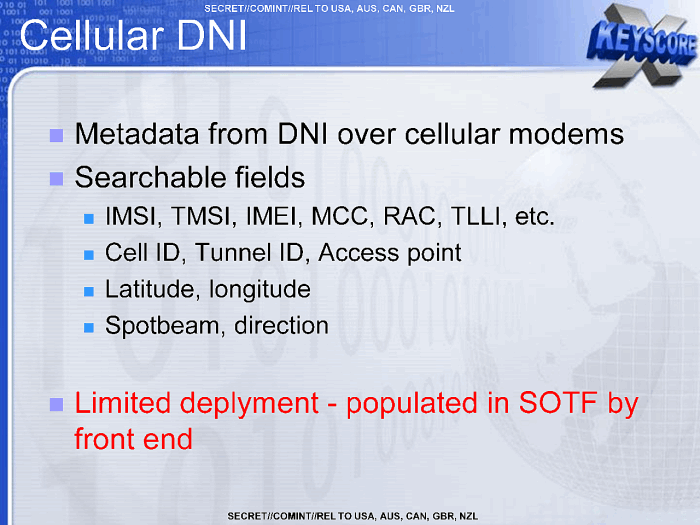 SECRET//COMINT//REL TO USA, AUS, CAN, GBR, NZL
Cellular DNI
KEYSCORE
X
Metadata from DNI over cellular modems
Searchable fields
IMSI, TMSI, IMEI, MCC, RAC, TLLI, etc.
Cell ID, Tunnel ID, Access point
Latitude, longitude
Spotbeam, direction
Limited deplyment - populated in SOTF by
front end
SECRET//COMINT//REL TO USA, AUS, CAN, GBR, NZL